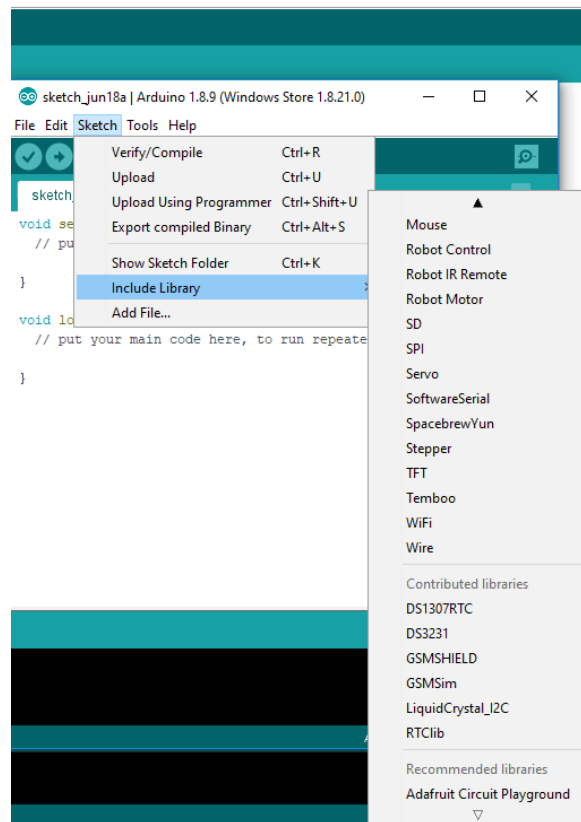 sketch_jun18a | Arduino 1.8.9 (Windows Store 1.8.21.0)
File Edit Sketch Tools Help
Verify/Compile Ctrl+R
Upload Ctrl+U
Upload Using Programmer Ctrl+Shift+U
Export compiled Binary Ctrl+Alt+S
Show Sketch Folder Ctrl+K
Include Library
Add File...
sketch_
void se
// pu
}
void lo
// put your main code here, to run repeate
}
Mouse
Robot Control
Robot IR Remote
Robot Motor
SD
SPI
Servo
SoftwareSerial
SpacebrewYun
Stepper
TFT
Temboo
WiFi
Wire
Contributed libraries
DS1307RTC
DS3231
GSMSHIELD
GSMSim
LiquidCrystal_I2C
RTClib
Recommended libraries
Adafruit Circuit Playground